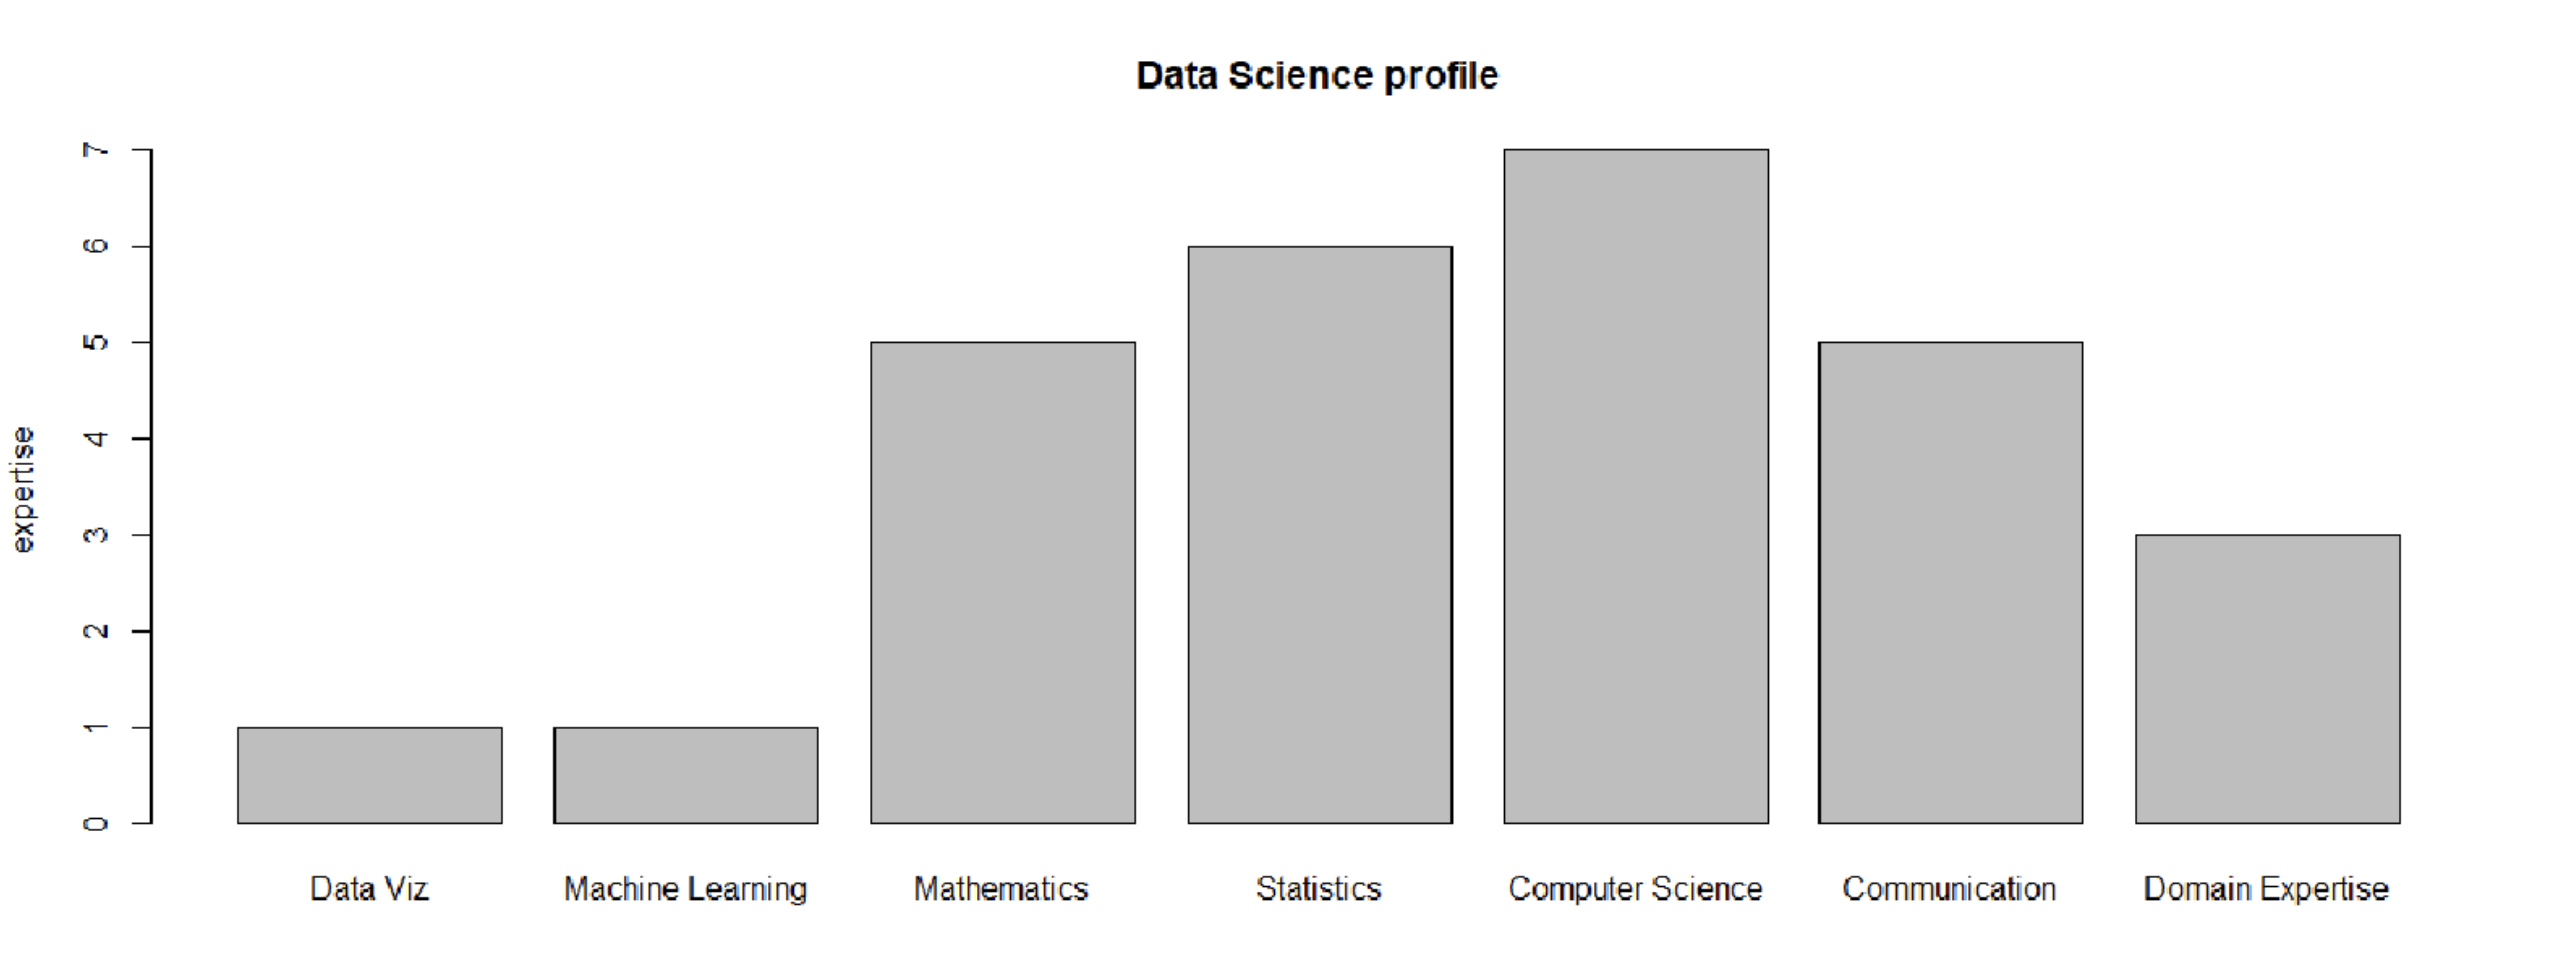 Data Science profile
expertise
7
6
5
4
3
2
1
0
Data Viz
Machine Learning
Mathematics
Statistics
Computer Science
Communication
Domain Expertise